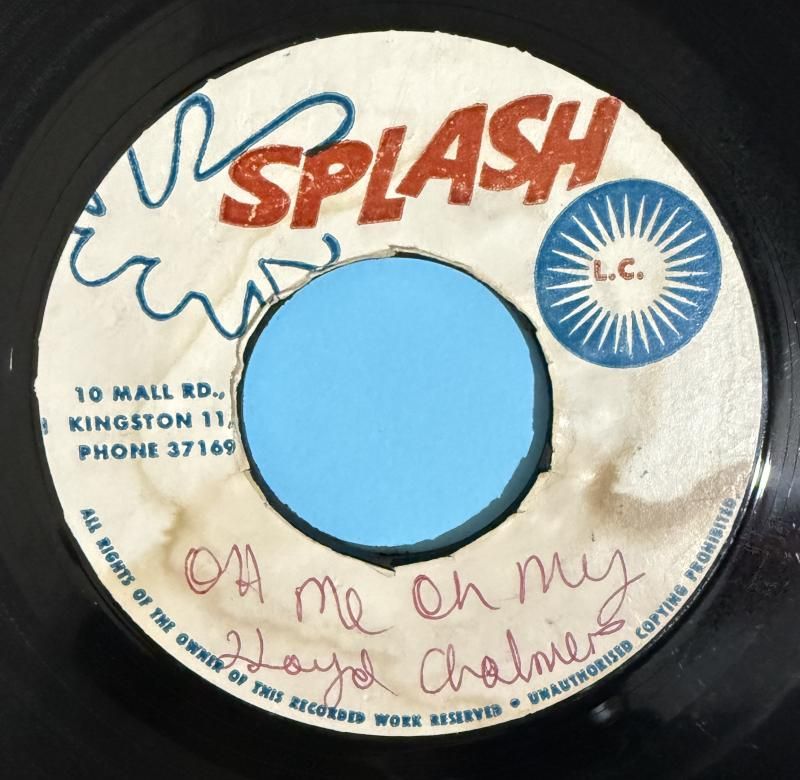 SPLASH
L.C.
10 MALL RD.,
KINGSTON 11,
PHONE 37169
OH Me Oh My
Lloyd Chalmers
ALL RIGHTS OF THE OWNER OF THIS RECORDED WORK RESERVED • UNAUTHORISED COPYING PROHIBITED